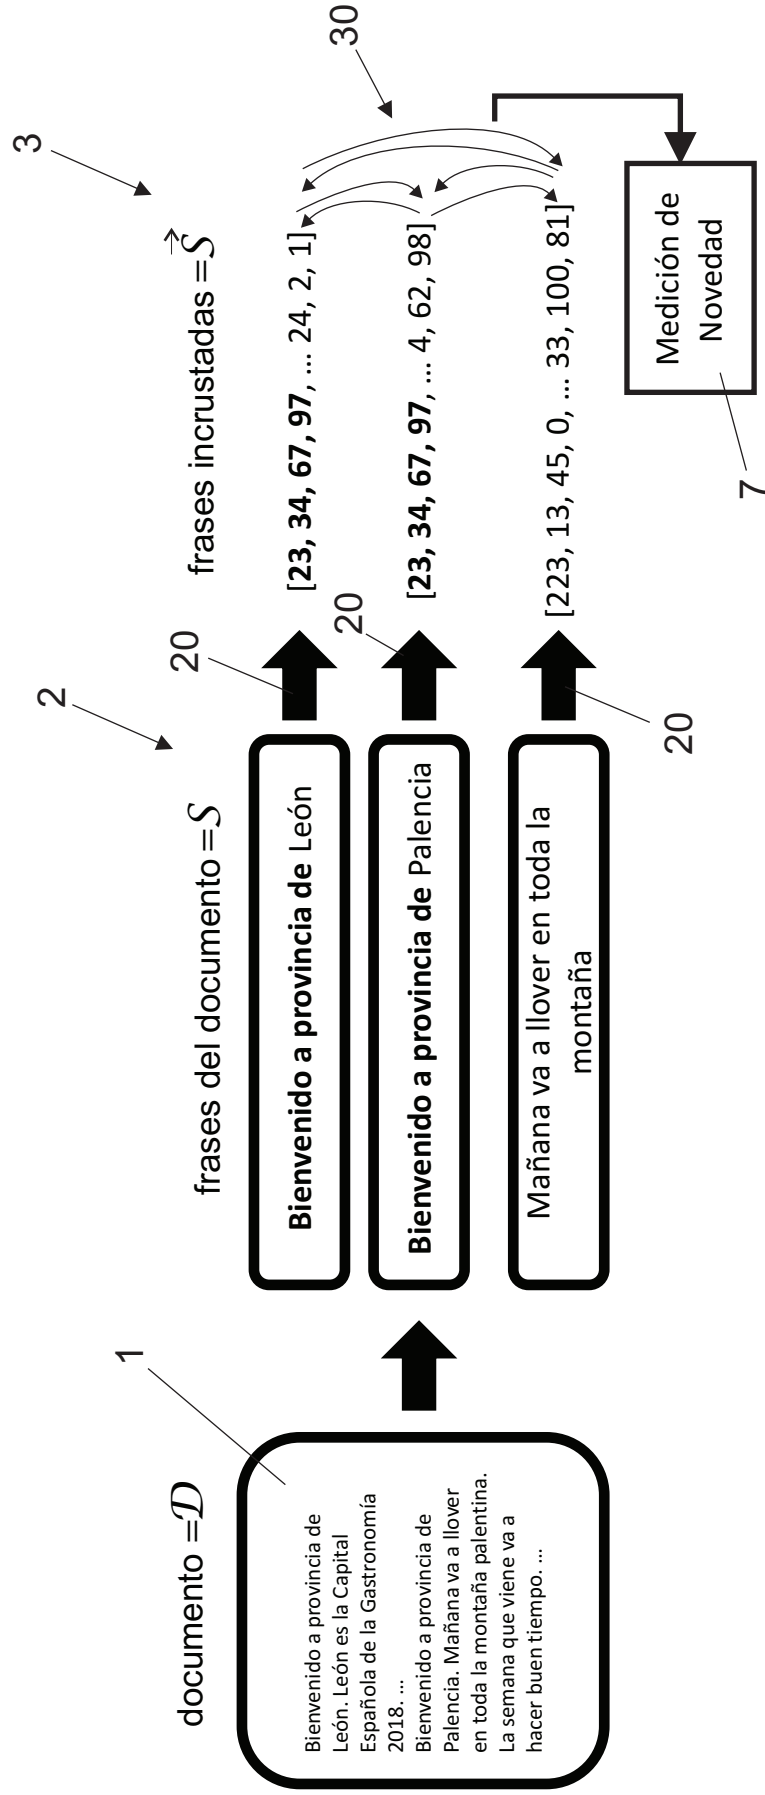 documento =D
1
Bienvenido a provincia de
León. León es la Capital
Española de la Gastronomía
2018. ...
Bienvenido a provincia de
Palencia. Mañana va a llover
en toda la montaña palentina.
La semana que viene va a
hacer buen tiempo. ...
frases del documento =S
2
Bienvenido a provincia de León
Bienvenido a provincia de Palencia
Mañana va a llover en toda la
montaña
20
20
20
frases incrustadas =S⃗
3
[23, 34, 67, 97, ... 24, 2, 1]
[23, 34, 67, 97, ... 4, 62, 98]
[223, 13, 45, 0, ... 33, 100, 81]
30
Medición de
Novedad
7